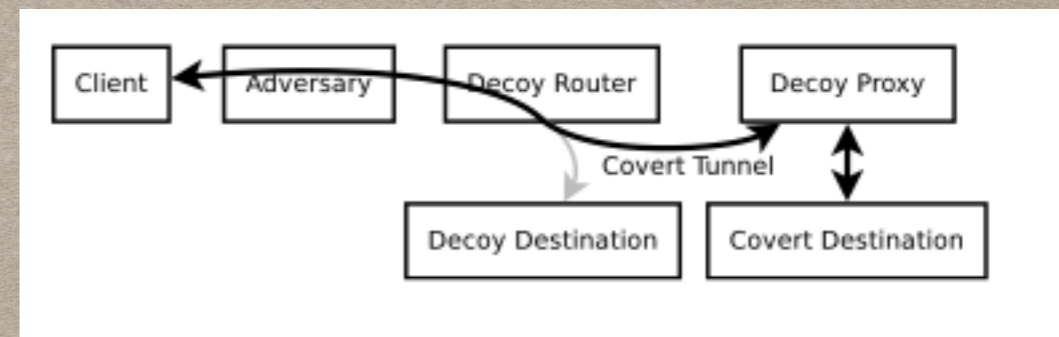 Client
Adversary
Decoy Router
Decoy Proxy
Covert Tunnel
Decoy Destination
Covert Destination